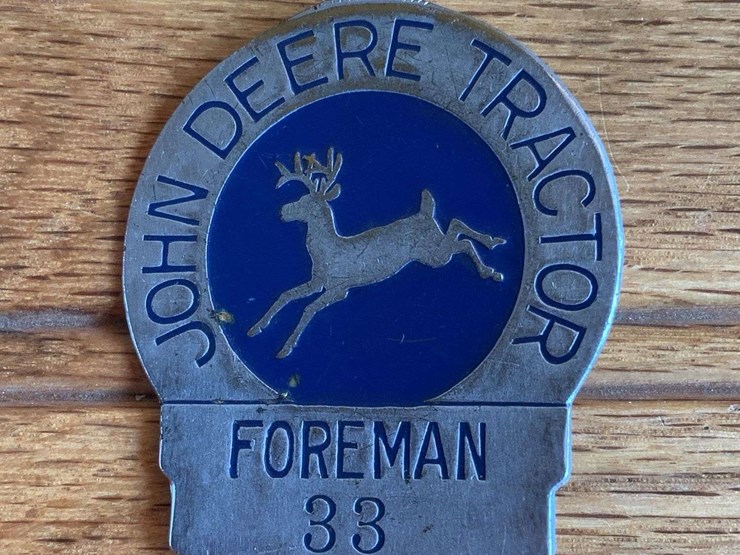 JOHN DEERE TRACTOR
FOREMAN
33